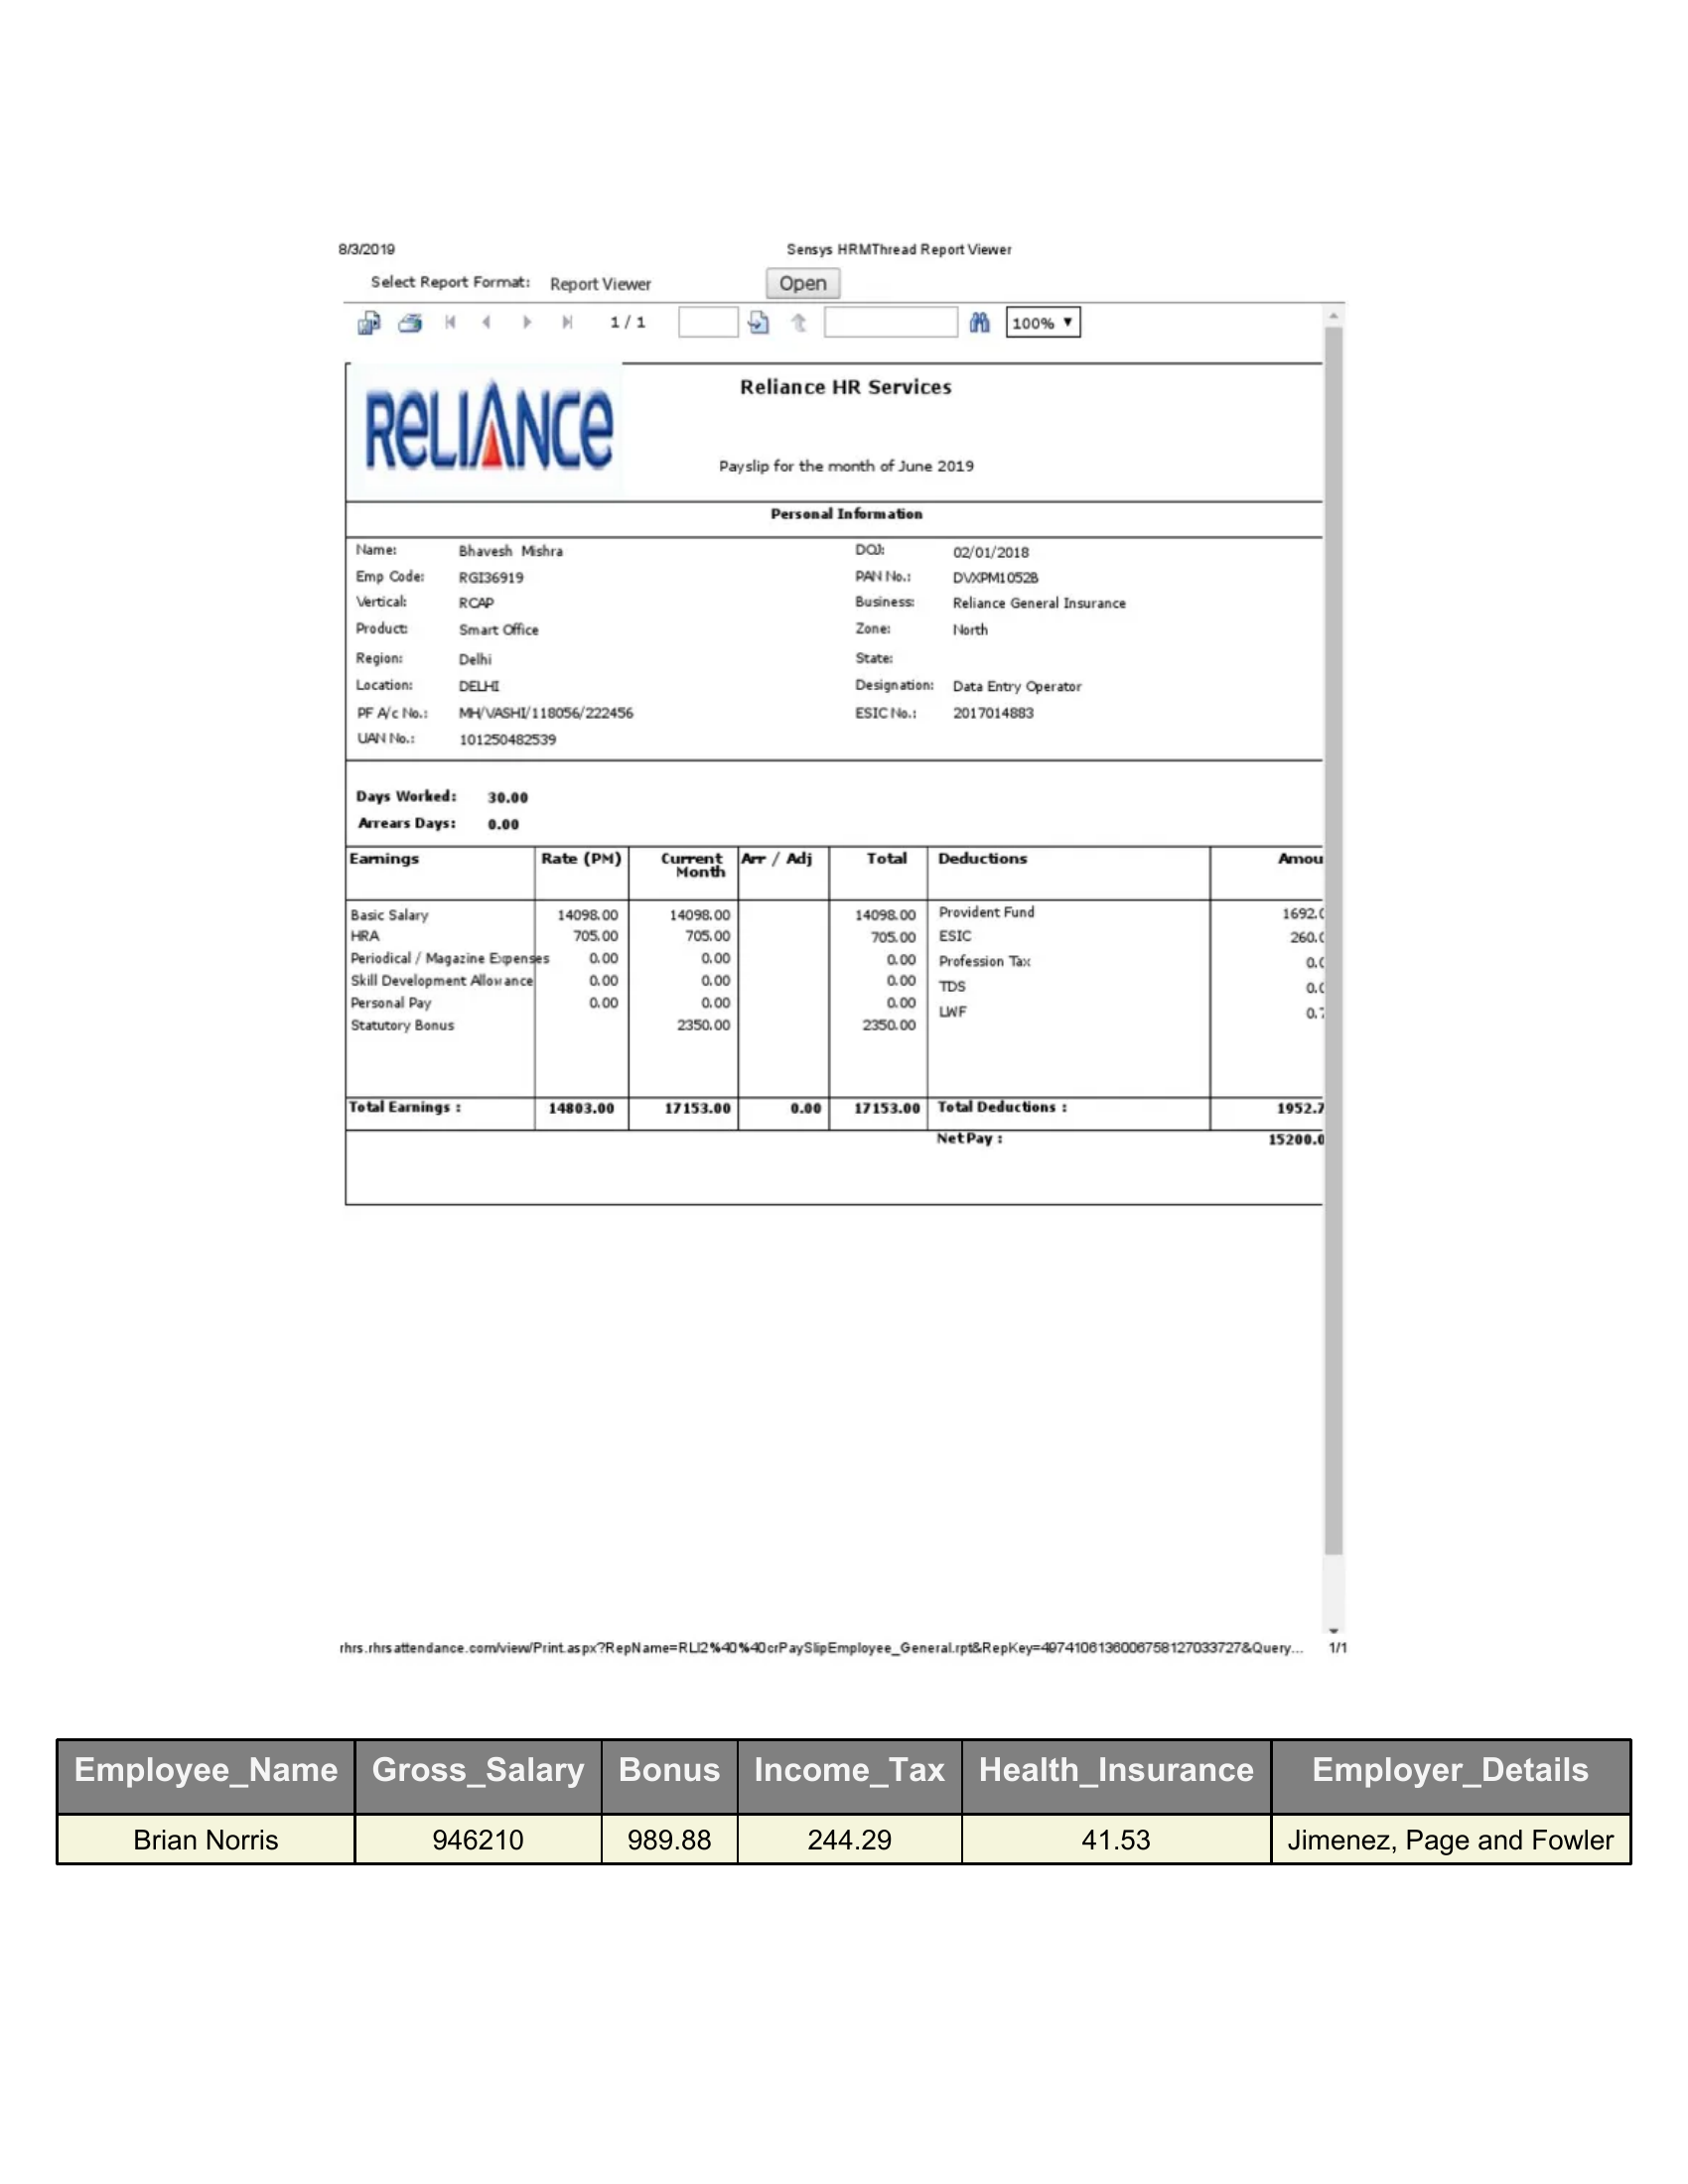 8/3/2019 Sensys HRMThread Report Viewer
Select Report Format: Report Viewer Open
1 / 1 100% ▼
RELIANCE
Reliance HR Services
Payslip for the month of June 2019
Personal Information
Name: Bhavesh Mishra DOJ: 02/01/2018
Emp Code: RGI36919 PAN No.: DVXPM1052B
Vertical: RCAP Business: Reliance General Insurance
Product: Smart Office Zone: North
Region: Delhi State:
Location: DELHI Designation: Data Entry Operator
PF A/c No.: MH/VASHI/118056/222456 ESIC No.: 2017014883
UAN No.: 101250482539
Days Worked: 30.00
Arrears Days: 0.00
Earnings Rate (PM) Current Month Arr / Adj Total Deductions Amou
Basic Salary 14098.00 14098.00 14098.00 Provident Fund 1692.0
HRA 705.00 705.00 705.00 ESIC 260.0
Periodical / Magazine Expenses 0.00 0.00 0.00 Profession Tax 0.0
Skill Development Allowance 0.00 0.00 0.00 TDS 0.0
Personal Pay 0.00 0.00 0.00 LWF 0.7
Statutory Bonus 2350.00 2350.00
Total Earnings : 14803.00 17153.00 0.00 17153.00 Total Deductions : 1952.7
Net Pay : 15200.0
rhrs.rhrsattendance.com/view/Print.aspx?RepName=RLI2%40%40crPaySlipEmployee_General.rpt&RepKey=4974106136006758127033727&Query... 1/1
Employee_Name Gross_Salary Bonus Income_Tax Health_Insurance Employer_Details
Brian Norris 946210 989.88 244.29 41.53 Jimenez, Page and Fowler